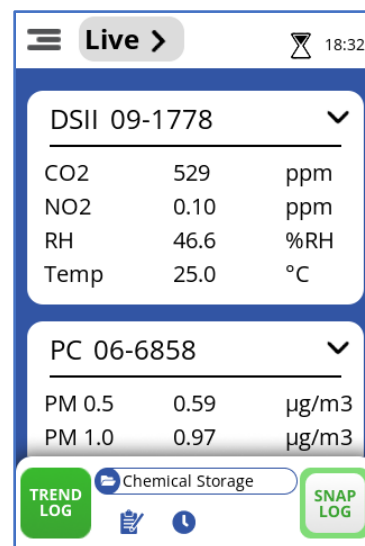 Live >
18:32
DSII 09-1778
CO2 529 ppm
NO2 0.10 ppm
RH 46.6 %RH
Temp 25.0 °C
PC 06-6858
PM 0.5 0.59 µg/m3
PM 1.0 0.97 µg/m3
TREND LOG
Chemical Storage
SNAP LOG